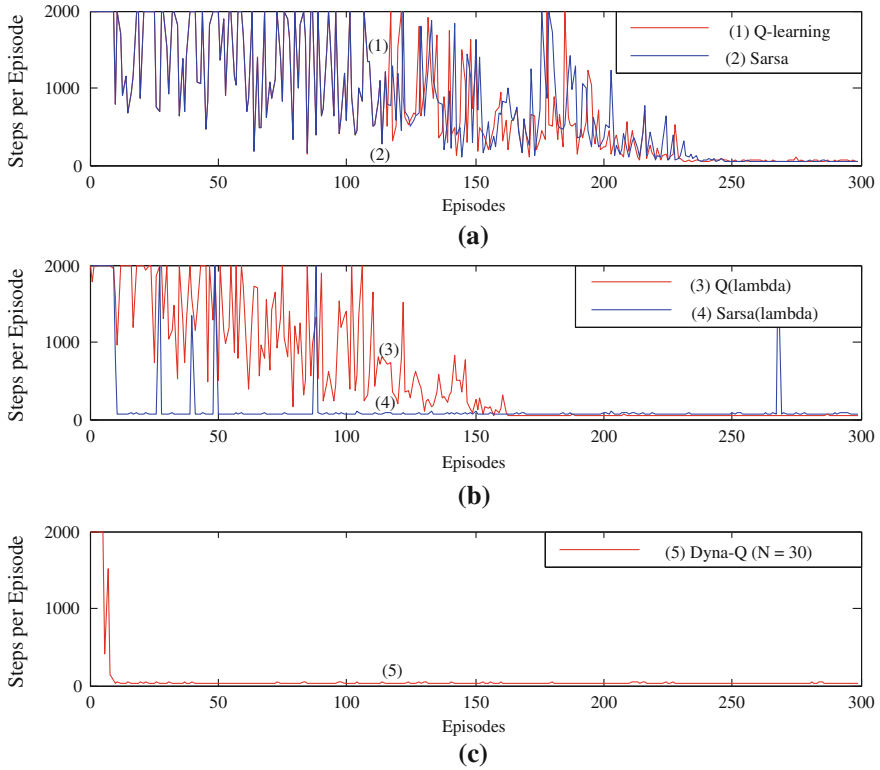 2000
(1) Q-learning
(2) Sarsa
(1)
1000
(2)
0
Steps per Episode
0 50 100 150 200 250 300
Episodes
(a)
2000
(3) Q(lambda)
(4) Sarsa(lambda)
1000
(3)
(4)
0
Steps per Episode
0 50 100 150 200 250 300
Episodes
(b)
2000
(5) Dyna-Q (N = 30)
1000
(5)
0
Steps per Episode
0 50 100 150 200 250 300
Episodes
(c)